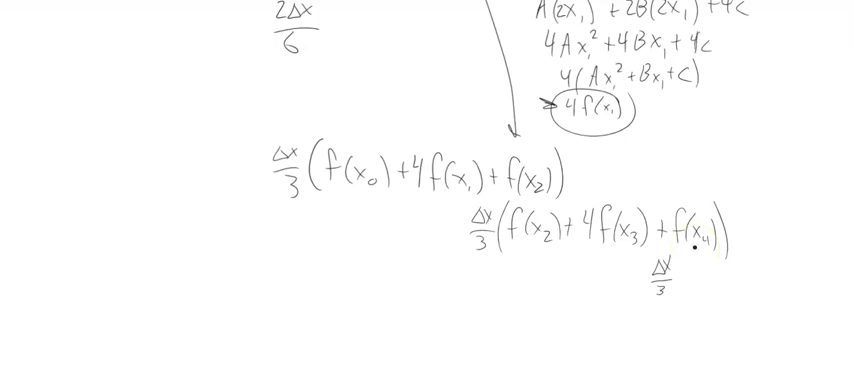 2Δx
6
A(2x₁) + 2B(2x₁) + 4C
4Ax₁² + 4Bx₁ + 4C
4(Ax₁² + Bx₁ + C)
4f(x₁)
Δx/3 (f(x₀) + 4f(x₁) + f(x₂))
Δx/3 (f(x₂) + 4f(x₃) + f(x₄))
Δx/3